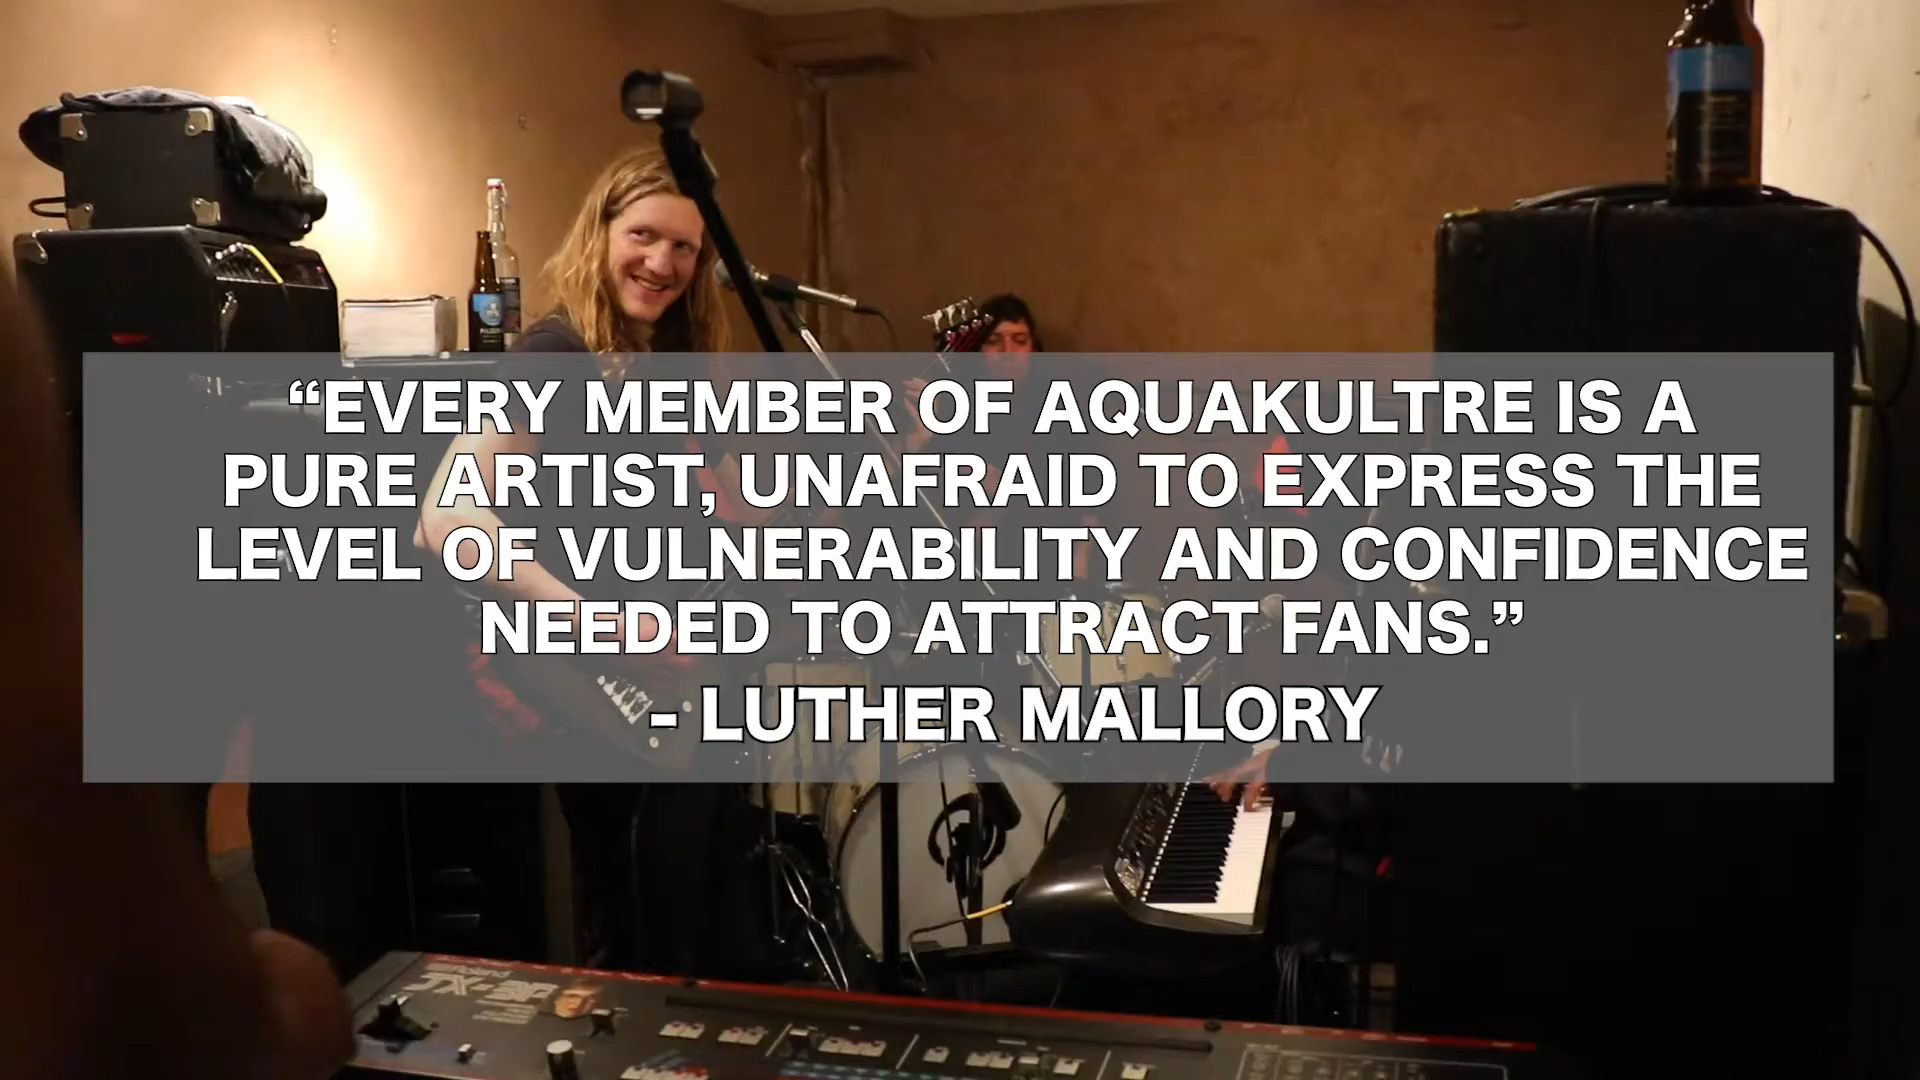 “EVERY MEMBER OF AQUAKULTRE IS A
PURE ARTIST, UNAFRAID TO EXPRESS THE
LEVEL OF VULNERABILITY AND CONFIDENCE
NEEDED TO ATTRACT FANS.”
- LUTHER MALLORY